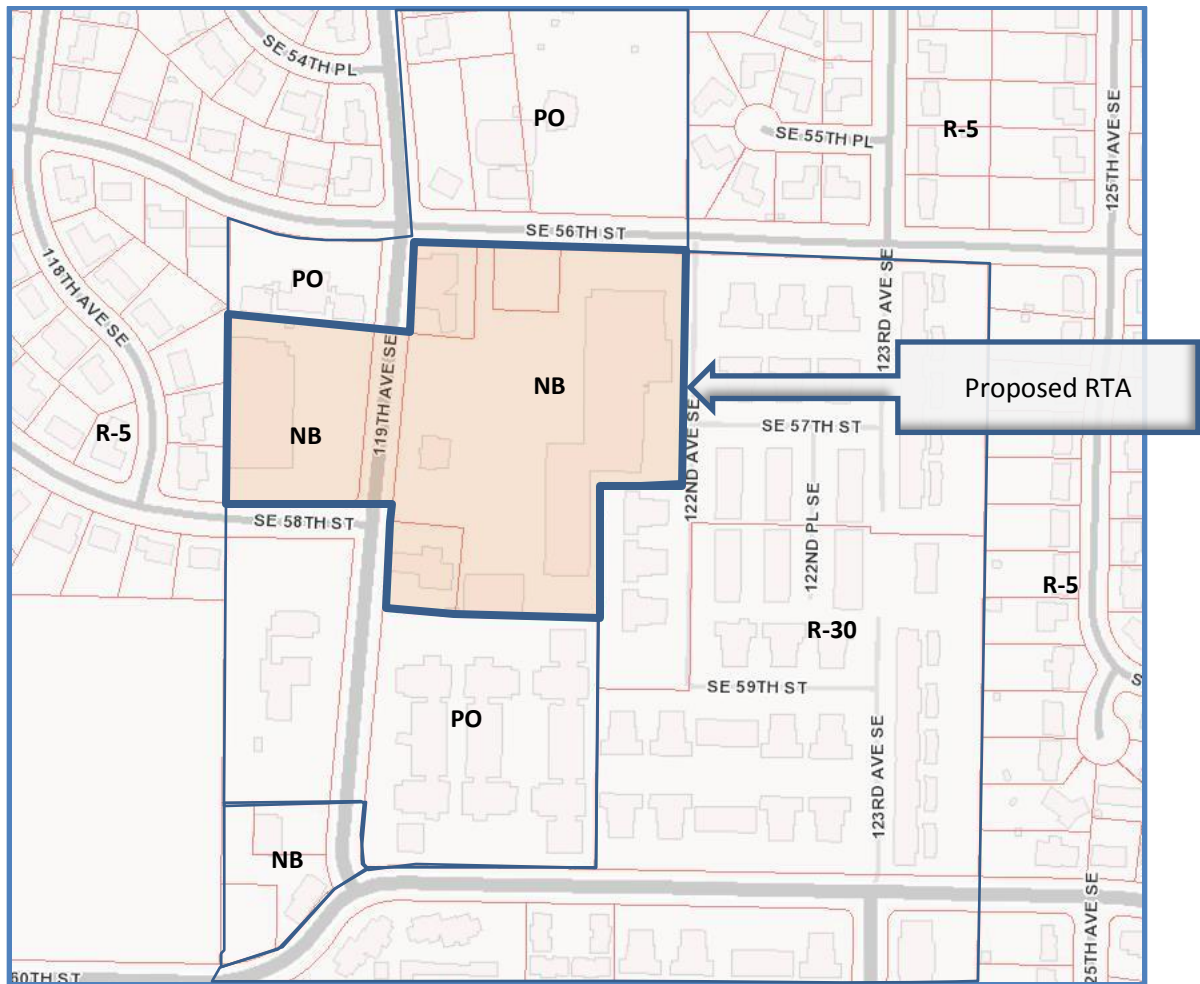 SE 54TH PL
PO
SE 55TH PL
R-5
125TH AVE SE
SE 56TH ST
118TH AVE SE
PO
123RD AVE SE
119TH AVE SE
NB
Proposed RTA
R-5
NB
122ND AVE SE
SE 57TH ST
SE 58TH ST
122ND PL SE
R-5
R-30
SE 59TH ST
S
PO
123RD AVE SE
NB
25TH AVE SE
60TH ST